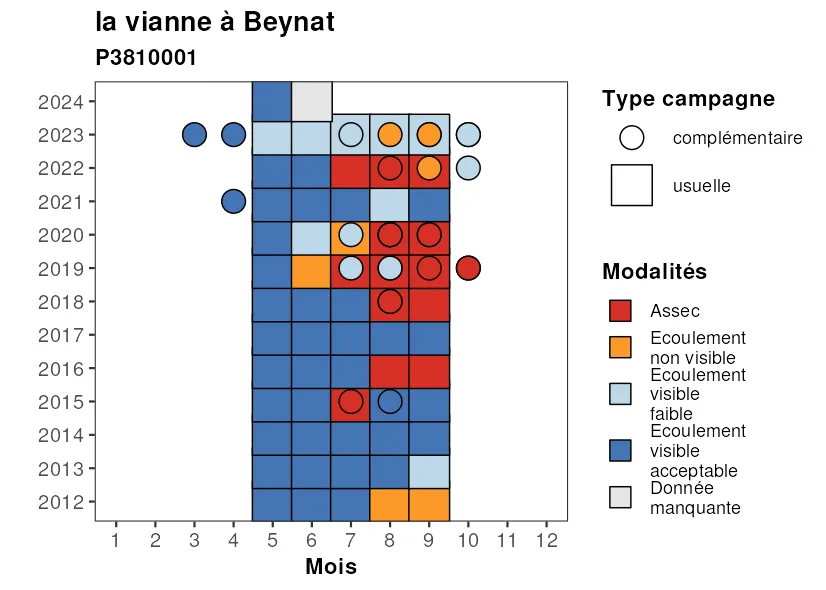 la vianne à Beynat
P3810001
2024
2023
2022
2021
2020
2019
2018
2017
2016
2015
2014
2013
2012
1 2 3 4 5 6 7 8 9 10 11 12
Mois
Type campagne
complémentaire
usuelle
Modalités
Assec
Ecoulement
non visible
Ecoulement
visible
faible
Ecoulement
visible
acceptable
Donnée
manquante